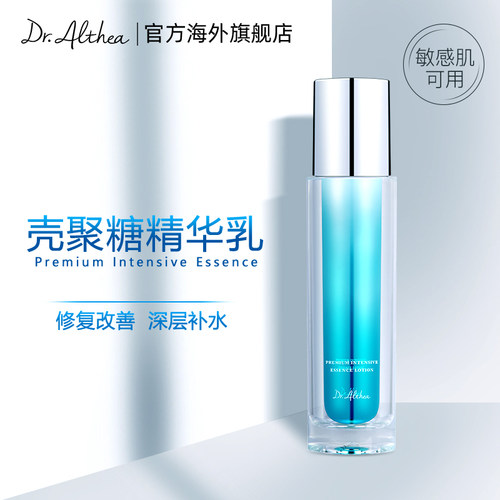 Dr.Althea | 官方海外旗舰店
敏感肌
可用
壳聚糖精华乳
Premium Intensive Essence
修复改善 深层补水
PREMIUM INTENSIVE
ESSENCE LOTION
Dr.Althea